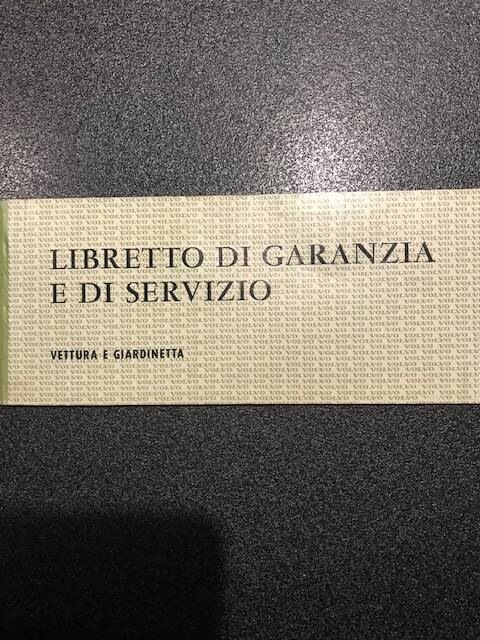 LIBRETTO DI GARANZIA
E DI SERVIZIO
VETTURA E GIARDINETTA